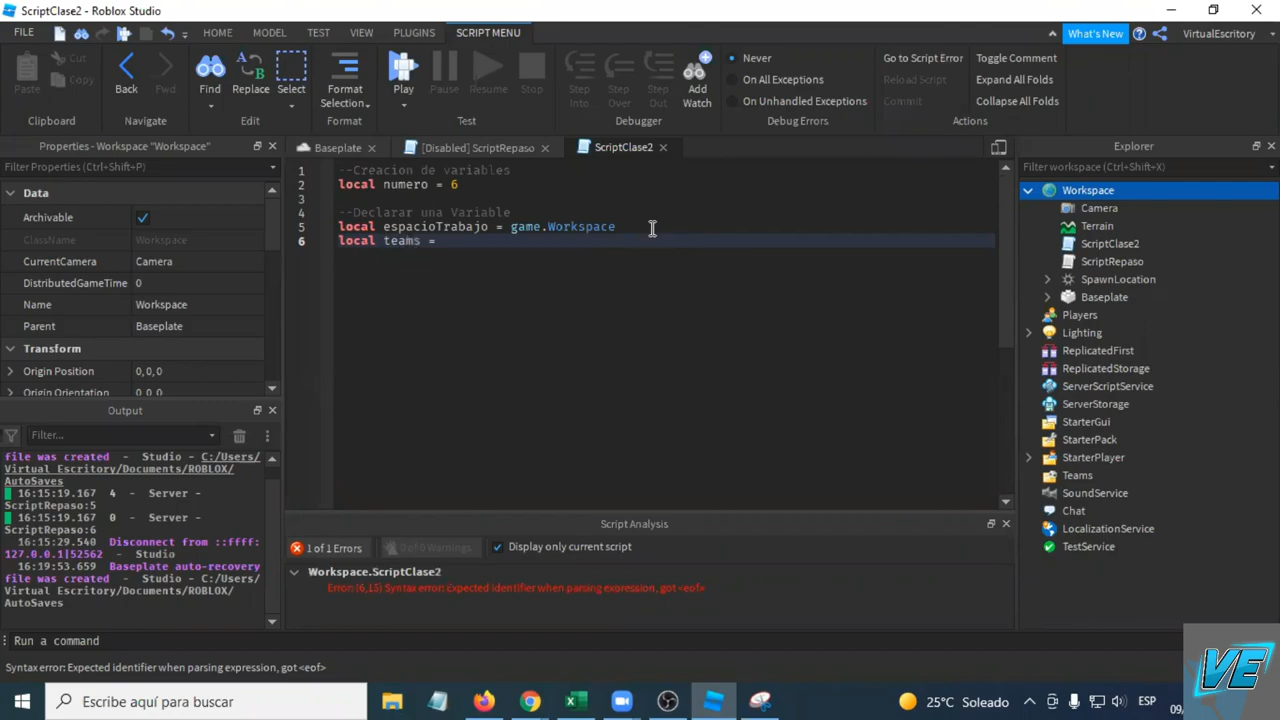 ScriptClase2 - Roblox Studio
FILE HOME MODEL TEST VIEW PLUGINS SCRIPT MENU What's New VirtualEscritory
Paste Cut Copy Back Fwd Find Replace Select Format Selection... Play Pause Resume Stop Step Into Step Over Step Out Add Watch
Never Go to Script Error Toggle Comment
On All Exceptions Reload Script Expand All Folds
On Unhandled Exceptions Commit Collapse All Folds
Clipboard Navigate Edit Format Test Debugger Debug Errors Actions
Properties - Workspace "Workspace"
Filter Properties (Ctrl+Shift+P)
Data
Archivable
ClassName Workspace
CurrentCamera Camera
DistributedGameTime 0
Name Workspace
Parent Baseplate
Transform
Origin Position 0, 0, 0
Origin Orientation 0, 0, 0
Output
Filter...
file was created - Studio - C:/Users/
Virtual Escritory/Documents/ROBLOX/
AutoSaves
16:15:19.167 4 - Server -
ScriptRepaso:5
16:15:19.167 0 - Server -
ScriptRepaso:6
16:15:29.540 Disconnect from ::ffff:
127.0.0.1|52562 - Studio
16:19:53.659 Baseplate auto-recovery
file was created - Studio - C:/Users/
Virtual Escritory/Documents/ROBLOX/
AutoSaves
Baseplate [Disabled] ScriptRepaso ScriptClase2
1 --Creacion de variables
2 local numero = 6
3
4 --Declarar una Variable
5 local espacioTrabajo = game.Workspace
6 local teams =
Script Analysis
1 of 1 Errors 0 of 0 Warnings Display only current script
Workspace.ScriptClase2
Error: (6,15) Syntax error: Expected identifier when parsing expression, got <eof>
Explorer
Filter workspace (Ctrl+Shift+X)
Workspace
Camera
Terrain
ScriptClase2
ScriptRepaso
SpawnLocation
Baseplate
Players
Lighting
ReplicatedFirst
ReplicatedStorage
ServerScriptService
ServerStorage
StarterGui
StarterPack
StarterPlayer
Teams
SoundService
Chat
LocalizationService
TestService
Run a command
Syntax error: Expected identifier when parsing expression, got <eof>
Escribe aquí para buscar
25°C Soleado
ESP
09/
VE